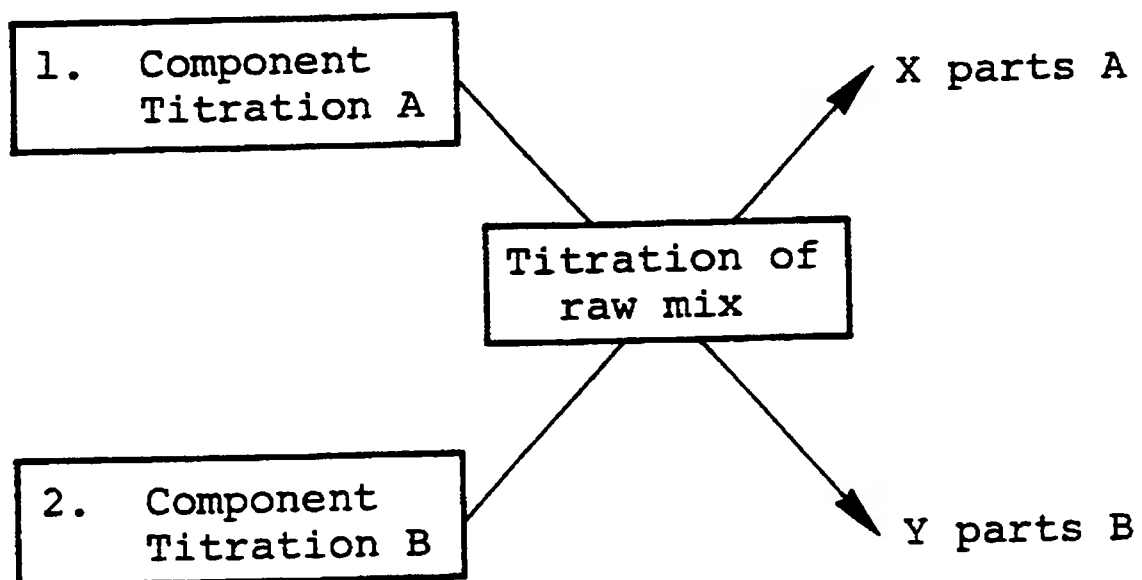 1. Component
Titration A
X parts A
Titration of
raw mix
2. Component
Titration B
Y parts B